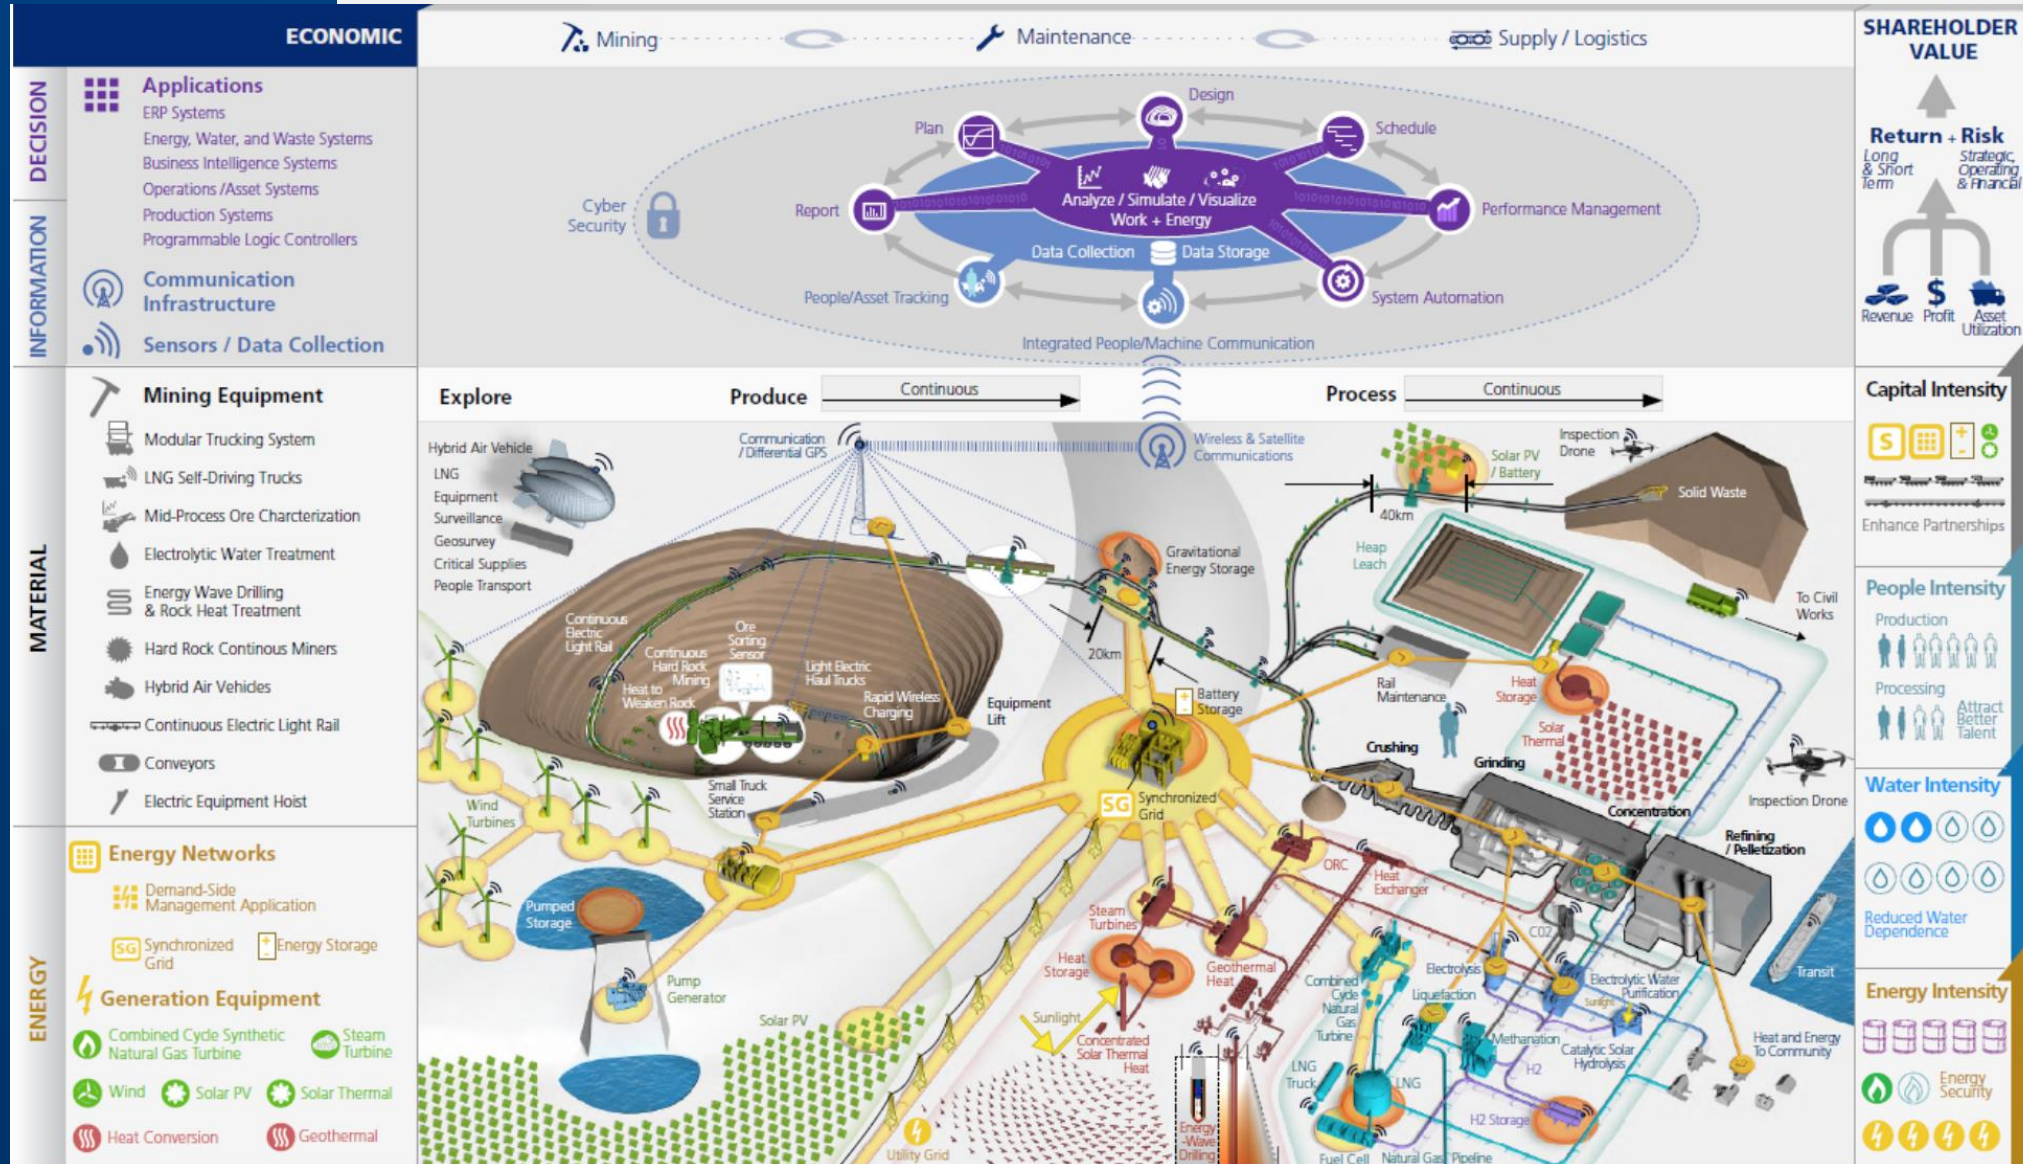 ECONOMIC
Mining
Maintenance
Supply / Logistics
SHAREHOLDER
VALUE
DECISION
Applications
ERP Systems
Energy, Water, and Waste Systems
Business Intelligence Systems
Operations /Asset Systems
Production Systems
Programmable Logic Controllers
INFORMATION
Communication
Infrastructure
Sensors / Data Collection
Cyber
Security
Design
Plan
Schedule
Report
Performance Management
Analyze / Simulate / Visualize
Work + Energy
Data Collection
Data Storage
People/Asset Tracking
System Automation
Integrated People/Machine Communication
Return + Risk
Long
& Short
Term
Strategic,
Operating
& Financial
Revenue
Profit
Asset
Utilization
MATERIAL
Mining Equipment
Modular Trucking System
LNG Self-Driving Trucks
Mid-Process Ore Charcterization
Electrolytic Water Treatment
Energy Wave Drilling
& Rock Heat Treatment
Hard Rock Continous Miners
Hybrid Air Vehicles
Continuous Electric Light Rail
Conveyors
Electric Equipment Hoist
Explore
Produce
Continuous
Process
Continuous
Hybrid Air Vehicle
LNG
Equipment
Surveillance
Geosurvey
Critical Supplies
People Transport
Communication
/ Differential GPS
Wireless & Satellite
Communications
Solar PV
/ Battery
Inspection
Drone
Solid Waste
40km
Heap
Leach
Gravitational
Energy Storage
To Civil
Works
Continuous
Electric
Light Rail
Continuous
Hard Rock
Mining
Ore
Sorting
Sensor
Heat to
Weaken Rock
Light Electric
Haul Trucks
Rapid Wireless
Charging
Equipment
Lift
20km
Battery
Storage
Rail
Maintenance
Heat
Storage
Solar
Thermal
Crushing
Grinding
Concentration
Refining
/ Pelletization
Inspection Drone
Small Truck
Service
Station
Wind
Turbines
SG
Synchronized
Grid
Pumped
Storage
Pump
Generator
Solar PV
Utility Grid
Sunlight
Steam
Turbines
Heat
Storage
Geothermal
Heat
Concentrated
Solar Thermal
Heat
Energy
-Wave
Drilling
ORC
Heat
Exchanger
Combined
Cycle
Natural
Gas
Turbine
LNG
Truck
LNG
Fuel Cell
Natural Gas Pipeline
Electrolysis
Liquefaction
Methanation
CO2
Electrolytic Water
Purification
Sunlight
Catalytic Solar
Hydrolysis
H2
H2 Storage
Transit
Heat and Energy
To Community
Capital Intensity
S
Enhance Partnerships
People Intensity
Production
Processing
Attract
Better
Talent
Water Intensity
Reduced Water
Dependence
Energy Intensity
Energy
Security
ENERGY
Energy Networks
Demand-Side
Management Application
SG
Synchronized
Grid
Energy Storage
Generation Equipment
Combined Cycle Synthetic
Natural Gas Turbine
Steam
Turbine
Wind
Solar PV
Solar Thermal
Heat Conversion
Geothermal